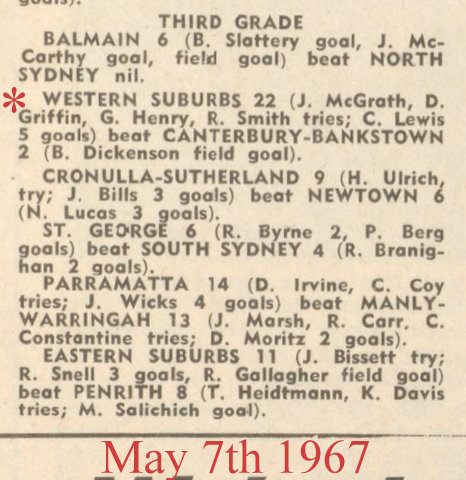 goals).
THIRD GRADE
BALMAIN 6 (B. Slattery goal, J. Mc-
Carthy goal, field goal) beat NORTH
SYDNEY nil.
* WESTERN SUBURBS 22 (J. McGrath, D.
Griffin, G. Henry, R. Smith tries; C. Lewis
5 goals) beat CANTERBURY-BANKSTOWN
2 (B. Dickenson field goal).
CRONULLA-SUTHERLAND 9 (H. Ulrich,
try; J. Bills 3 goals) beat NEWTOWN 6
(N. Lucas 3 goals).
ST. GEORGE 6 (R. Byrne 2, P. Berg
goals) beat SOUTH SYDNEY 4 (R. Branig-
han 2 goals).
PARRAMATTA 14 (D. Irvine, C. Coy
tries; J. Wicks 4 goals) beat MANLY-
WARRINGAH 13 (J. Marsh, R. Carr, C.
Constantine tries; D. Moritz 2 goals).
EASTERN SUBURBS 11 (J. Bissett try;
R. Snell 3 goals, R. Gallagher field goal)
beat PENRITH 8 (T. Heidtmann, K. Davis
tries; M. Salichich goal).
May 7th 1967